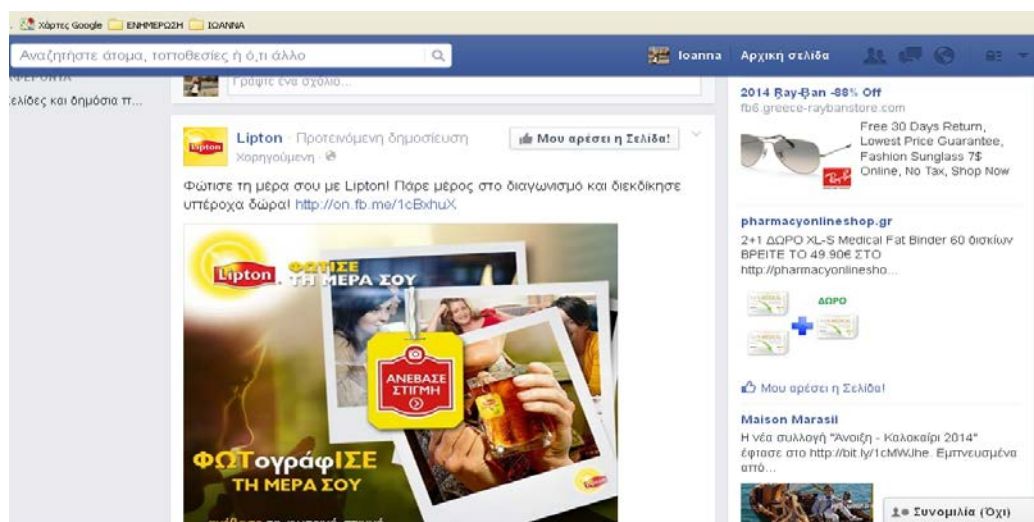 Χάρτες Google ΕΝΗΜΕΡΩΣΗ ΙΩΑΝΝΑ
Αναζητήστε άτομα, τοποθεσίες ή ό,τι άλλο
Ioanna Αρχική σελίδα
ελίδες και δημόσια π...
Γράψτε ένα σχόλιο...
Lipton · Προτεινόμενη δημοσίευση
Χορηγούμενη ·
Μου αρέσει η Σελίδα!
Φώτισε τη μέρα σου με Lipton! Πάρε μέρος στο διαγωνισμό και διεκδίκησε
υπέροχα δώρα! http://on.fb.me/1cBxhuX
Lipton
ΦΩΤΙΣΕ
ΤΗ ΜΕΡΑ ΣΟΥ
ΑΝΕΒΑΣΕ
ΣΤΙΓΜΗ
ΦΩΤογράφΙΣΕ
ΤΗ ΜΕΡΑ ΣΟΥ
Lipton
2014 Ray-Ban -88% Off
fb6.greece-raybanstore.com
Free 30 Days Return,
Lowest Price Guarantee,
Fashion Sunglass 7$
Online, No Tax, Shop Now
Ray-Ban
pharmacyonlineshop.gr
2+1 ΔΩΡΟ XL-S Medical Fat Binder 60 δισκίων
ΒΡΕΙΤΕ ΤΟ 49.90€ ΣΤΟ
http://pharmacyonlinesho...
ΔΩΡΟ
Μου αρέσει η Σελίδα!
Maison Marasil
Η νέα συλλογή "Άνοιξη - Καλοκαίρι 2014"
έφτασε στο http://bit.ly/1cMWJhe. Εμπνευσμένα
από...
Συνομιλία (Όχι)